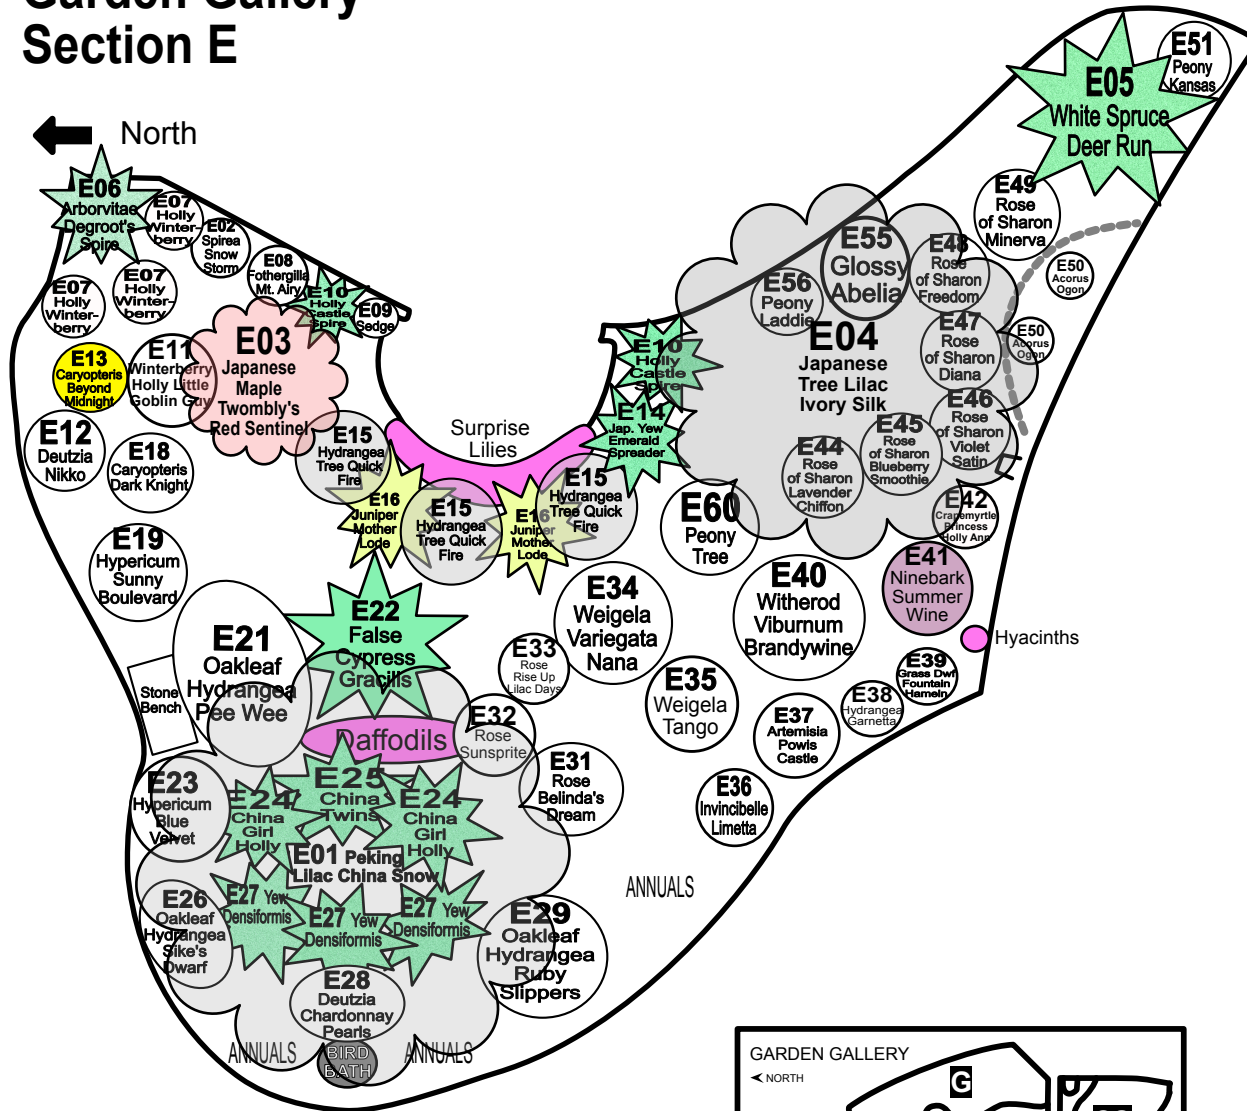 Garden Gallery
Section E
North
E51
Peony
Kansas
E05
White Spruce
Deer Run
E06
Arborvitae
Degroot's
Spire
E07
Holly
Winter-
berry
E02
Spirea
Snow
Storm
E08
Fothergilla
Mt. Airy
E10
Holly
Castle
Spire
E09
Sedge
E07
Holly
Winter-
berry
E07
Holly
Winter-
berry
E49
Rose
of Sharon
Minerva
E50
Acorus
Ogon
E50
Acorus
Ogon
E55
Glossy
Abelia
E48
Rose
of Sharon
Freedom
E56
Peony
Laddie
E04
Japanese
Tree Lilac
Ivory Silk
E47
Rose
of Sharon
Diana
E46
Rose
of Sharon
Violet
Satin
E45
Rose
of Sharon
Blueberry
Smoothie
E44
Rose
of Sharon
Lavender
Chiffon
E13
Caryopteris
Beyond
Midnight
E11
Winterberry
Holly Little
Goblin Guy
E03
Japanese
Maple
Twombly's
Red Sentinel
E10
Holly
Castle
Spire
E14
Jap. Yew
Emerald
Spreader
Surprise
Lilies
E12
Deutzia
Nikko
E18
Caryopteris
Dark Knight
E15
Hydrangea
Tree Quick
Fire
E16
Juniper
Mother
Lode
E15
Hydrangea
Tree Quick
Fire
E16
Juniper
Mother
Lode
E15
Hydrangea
Tree Quick
Fire
E60
Peony
Tree
E42
Crapemyrtle
Princess
Holly Ann
E41
Ninebark
Summer
Wine
Hyacinths
E19
Hypericum
Sunny
Boulevard
E22
False
Cypress
Gracilis
E34
Weigela
Variegata
Nana
E40
Witherod
Viburnum
Brandywine
E21
Oakleaf
Hydrangea
Pee Wee
Stone
Bench
E33
Rose
Rise Up
Lilac Days
E39
Grass Dwf
Fountain
Hameln
E38
Hydrangea
Garnetta
E35
Weigela
Tango
E37
Artemisia
Powis
Castle
E32
Rose
Sunsprite
Daffodils
E31
Rose
Belinda's
Dream
E36
Invincibelle
Limetta
E23
Hypericum
Blue
Velvet
E24
China
Girl
Holly
E25
China
Twins
E24
China
Girl
Holly
E01 Peking
Lilac China Snow
E26
Oakleaf
Hydrangea
Sike's
Dwarf
E27 Yew
Densiformis
E27 Yew
Densiformis
E27 Yew
Densiformis
E29
Oakleaf
Hydrangea
Ruby
Slippers
ANNUALS
E28
Deutzia
Chardonnay
Pearls
ANNUALS
BIRD
BATH
ANNUALS
GARDEN GALLERY
NORTH
G